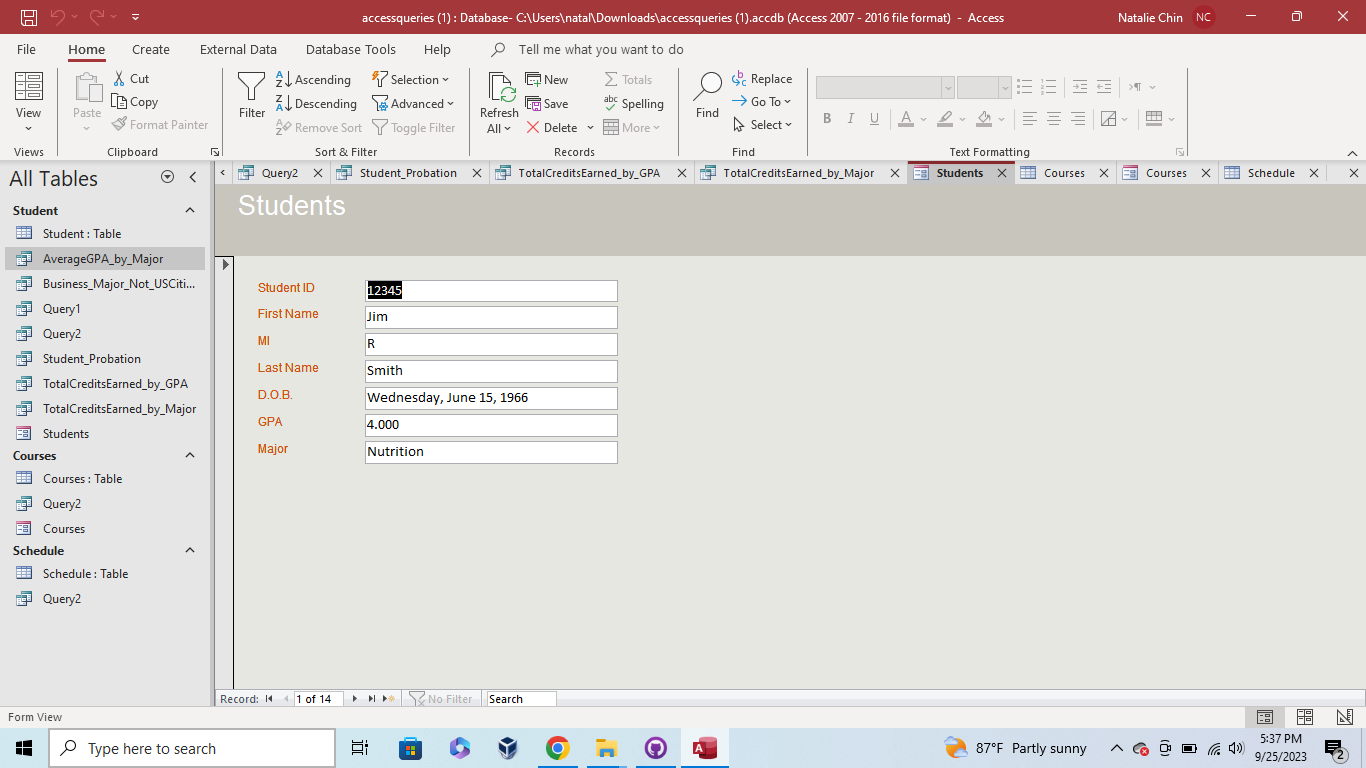 accessqueries (1) : Database- C:\Users\natal\Downloads\accessqueries (1).accdb (Access 2007 - 2016 file format) - Access
Natalie Chin NC
File Home Create External Data Database Tools Help Tell me what you want to do
View
Views
Paste
Cut
Copy
Format Painter
Clipboard
Filter
Ascending
Descending
Remove Sort
Selection
Advanced
Toggle Filter
Sort & Filter
Refresh
All
New
Save
Delete
Totals
Spelling
More
Records
Find
Replace
Go To
Select
Find
B I U A
Text Formatting
All Tables
Student
Student : Table
AverageGPA_by_Major
Business_Major_Not_USCiti...
Query1
Query2
Student_Probation
TotalCreditsEarned_by_GPA
TotalCreditsEarned_by_Major
Students
Courses
Courses : Table
Query2
Courses
Schedule
Schedule : Table
Query2
Query2 Student_Probation TotalCreditsEarned_by_GPA TotalCreditsEarned_by_Major Students Courses Courses Schedule
Students
Student ID 12345
First Name Jim
MI R
Last Name Smith
D.O.B. Wednesday, June 15, 1966
GPA 4.000
Major Nutrition
Record: 1 of 14 No Filter Search
Form View
Type here to search
87°F Partly sunny
5:37 PM
9/25/2023
2